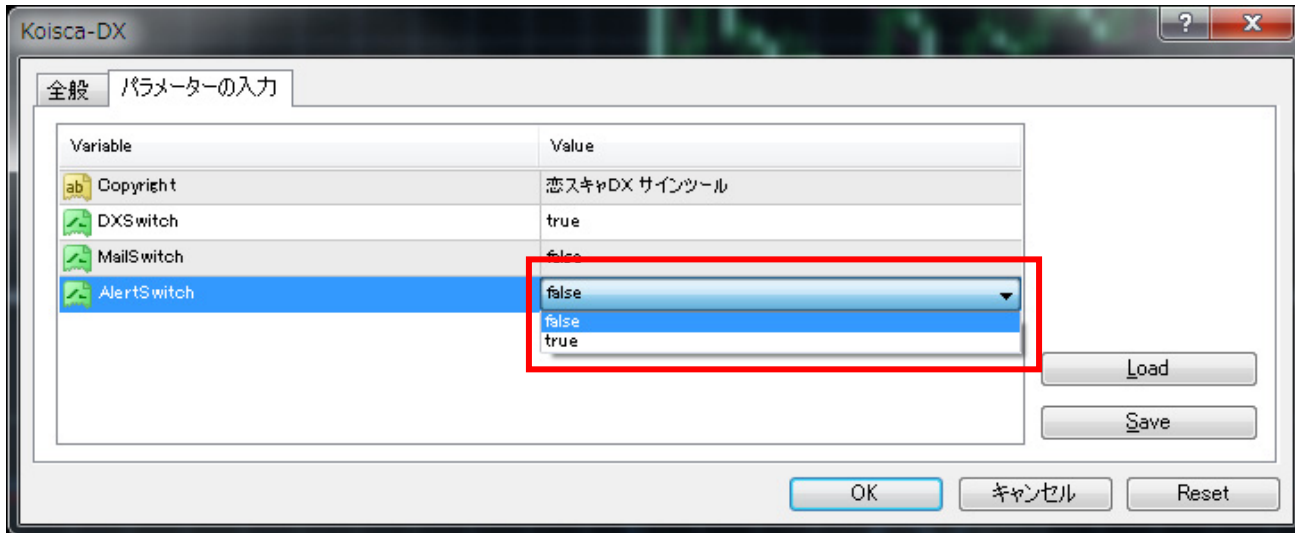 Koisca-DX
?
全般 パラメーターの入力
Variable Value
ab Copyright 恋スキャDX サインツール
DXSwitch true
MailSwitch false
AlertSwitch false
false
true
Load
Save
OK キャンセル Reset